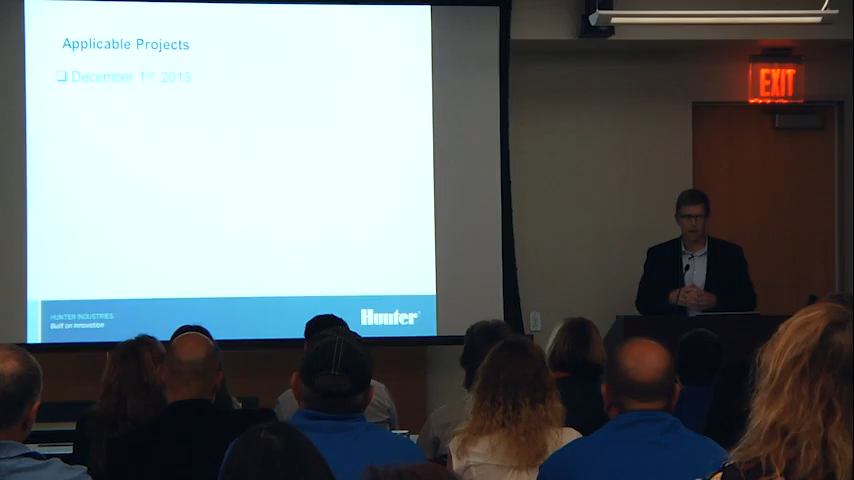 Applicable Projects
❑ December 1st, 2015
HUNTER INDUSTRIES
Built on Innovation
Hunter®
EXIT